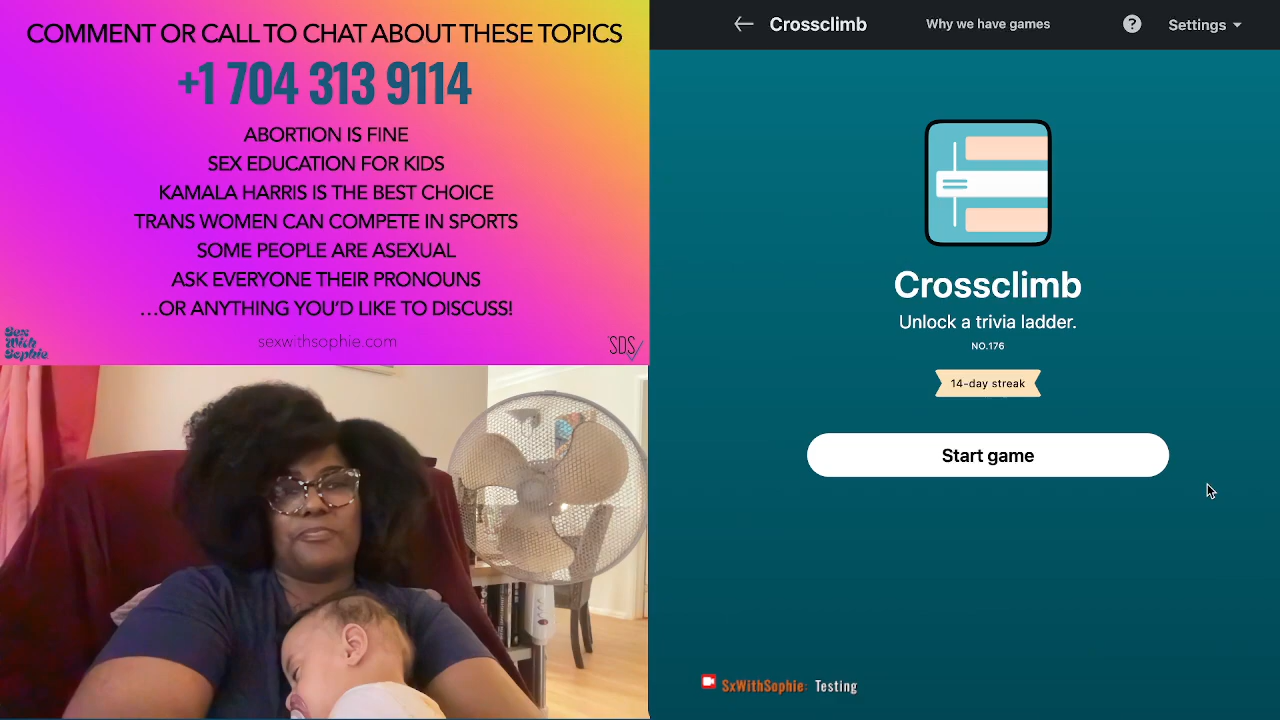 COMMENT OR CALL TO CHAT ABOUT THESE TOPICS
+1 704 313 9114
ABORTION IS FINE
SEX EDUCATION FOR KIDS
KAMALA HARRIS IS THE BEST CHOICE
TRANS WOMEN CAN COMPETE IN SPORTS
SOME PEOPLE ARE ASEXUAL
ASK EVERYONE THEIR PRONOUNS
...OR ANYTHING YOU'D LIKE TO DISCUSS!
sexwithsophie.com
Sex
With
Sophie
SDS
Crossclimb
Why we have games
?
Settings
Crossclimb
Unlock a trivia ladder.
NO.176
14-day streak
Start game
SxWithSophie: Testing